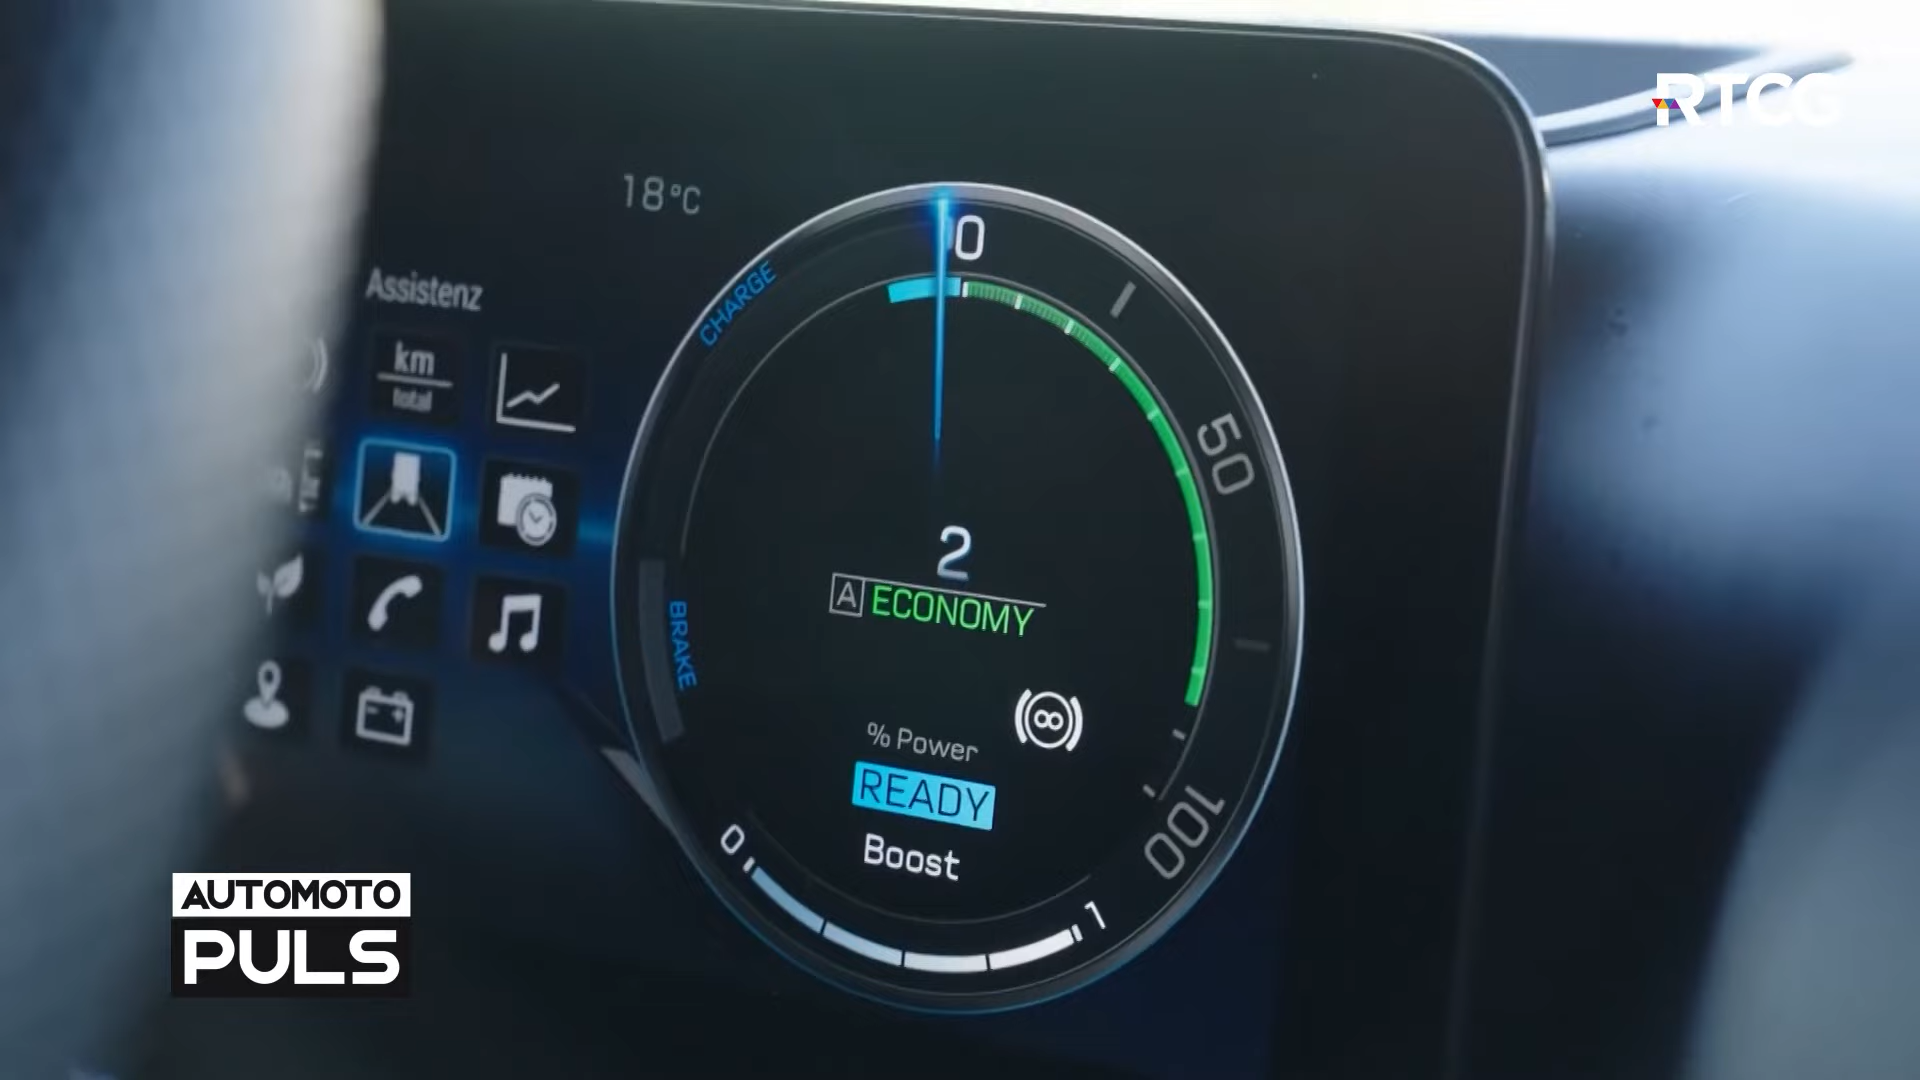 RTCG
18°C
Assistenz
km
total
CHARGE
0
50
100
2
A ECONOMY
BRAKE
% Power
READY
Boost
0
1
AUTOMOTO
PULS